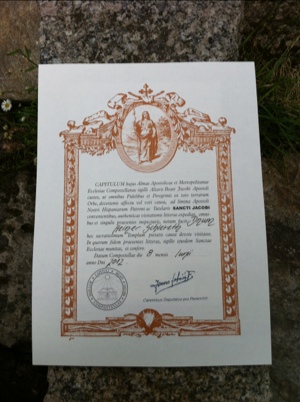 CAPITULUM hujus Almae Apostolicae et Metropolitanae
Ecclesiae Compostellanae sigilli Altaris Beati Jacobi Apostoli
custos, ut omnibus Fidelibus et Peregrinis ex toto terrarum
Orbe, devotionis affectu vel voti causa, ad limina Apostoli
Nostri Hispaniarum Patroni ac Tutelaris SANCTI JACOBI
convenientibus, authenticas visitationis litteras expediat, omni-
bus et singulis praesentes inspecturis, notum facit:
hoc sacratissimum templum pietatis causa devote visitasse.
In quorum fidem praesentes litteras, sigillo ejusdem Sanctae
Ecclesiae munitas, ei confero.
Datum Compostellae die mensis
anno Dni
Canonicus Deputatus pro Peregrinis